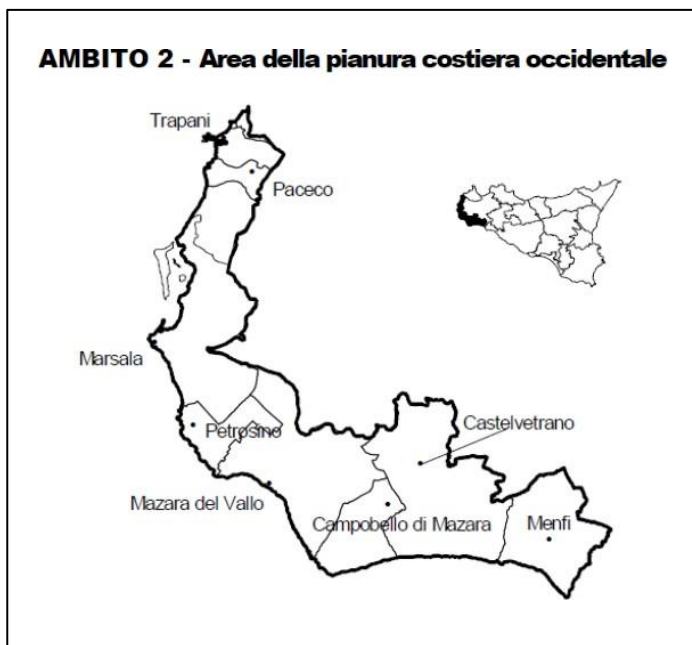 AMBITO 2 - Area della pianura costiera occidentale
Trapani
Paceco
Marsala
Petrosino
Castelvetrano
Mazara del Vallo
Campobello di Mazara
Menfi